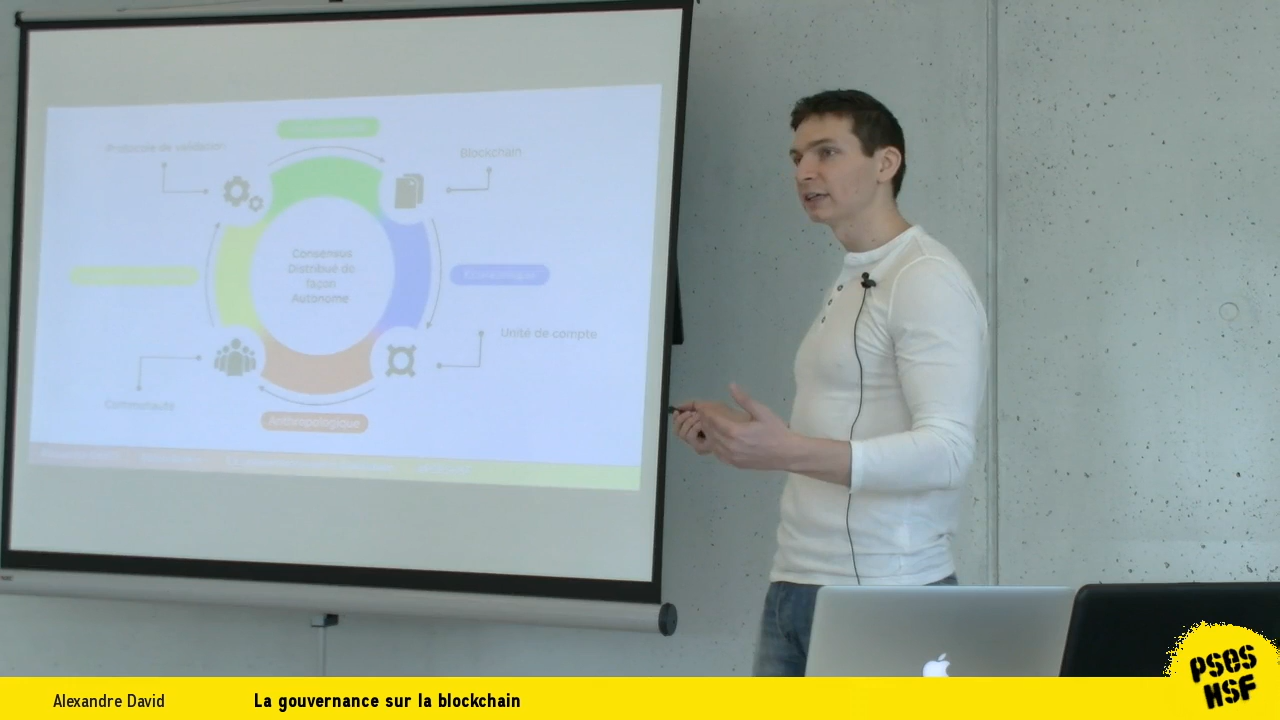 Protocole de validation
Blockchain
Consensus
Distribué de
façon
Autonome
Economique
Unité de compte
Communauté
Anthropologique
Alexandre David
La gouvernance sur la blockchain
PSES
HSF